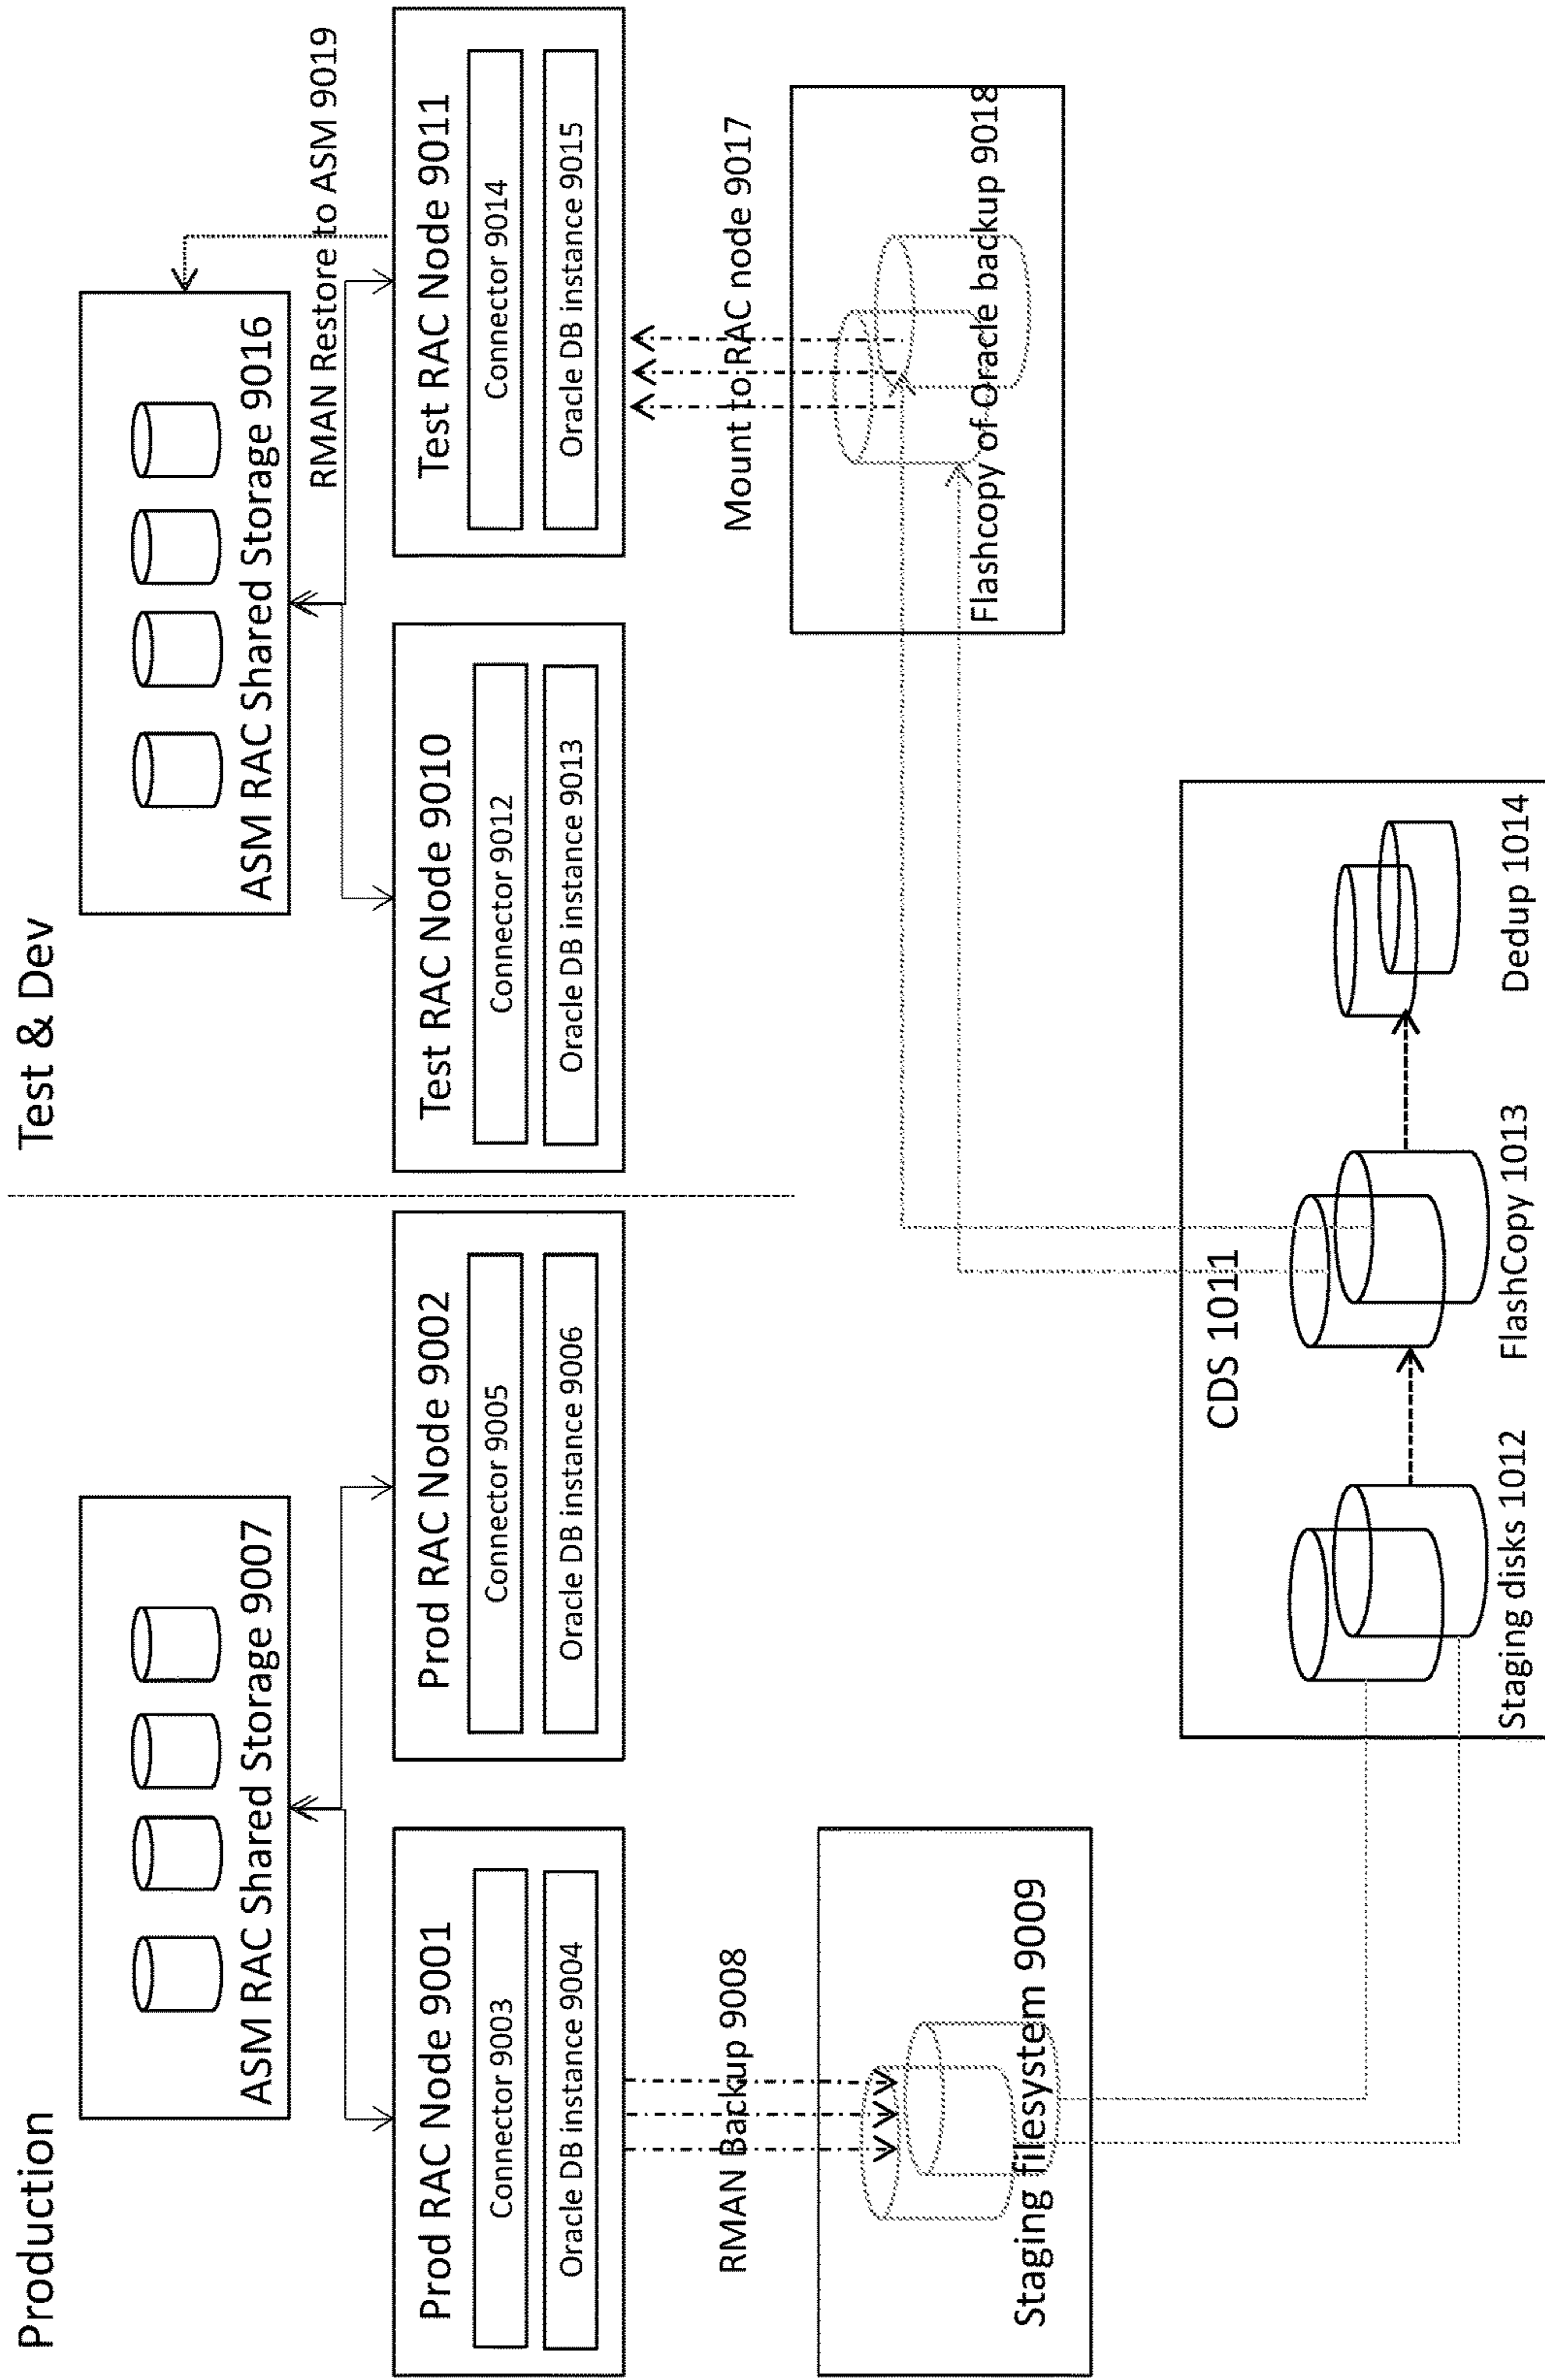 Production
Test & Dev
ASM RAC Shared Storage 9007
ASM RAC Shared Storage 9016
RMAN Restore to ASM 9019
Prod RAC Node 9001
Connector 9003
Oracle DB instance 9004
Prod RAC Node 9002
Connector 9005
Oracle DB instance 9006
Test RAC Node 9010
Connector 9012
Oracle DB instance 9013
Test RAC Node 9011
Connector 9014
Oracle DB instance 9015
RMAN Backup 9008
Mount to RAC node 9017
Staging filesystem 9009
Flashcopy of Oracle backup 9018
CDS 1011
Staging disks 1012
FlashCopy 1013
Dedup 1014